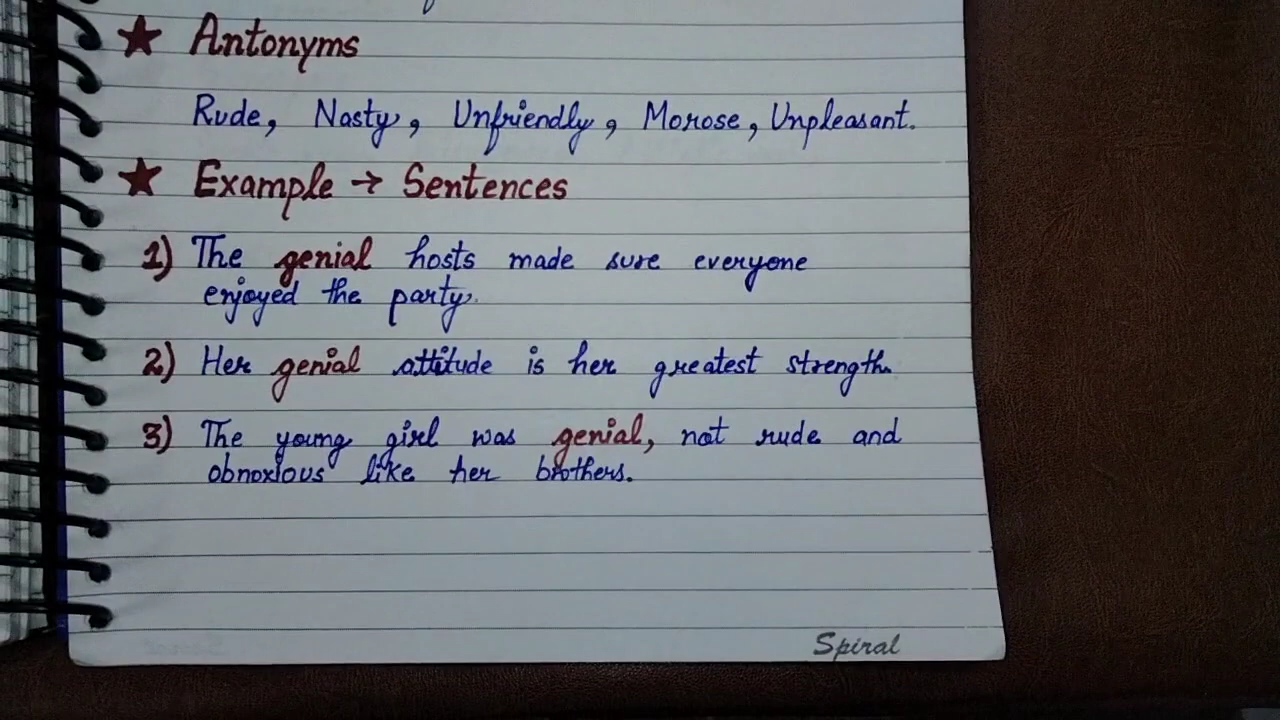 ★ Antonyms
Rude, Nasty, Unfriendly, Morose, Unpleasant.
★ Example → Sentences
1) The genial hosts made sure everyone
enjoyed the party.
2) Her genial attitude is her greatest strength.
3) The young girl was genial, not rude and
obnoxious like her brothers.
Spiral